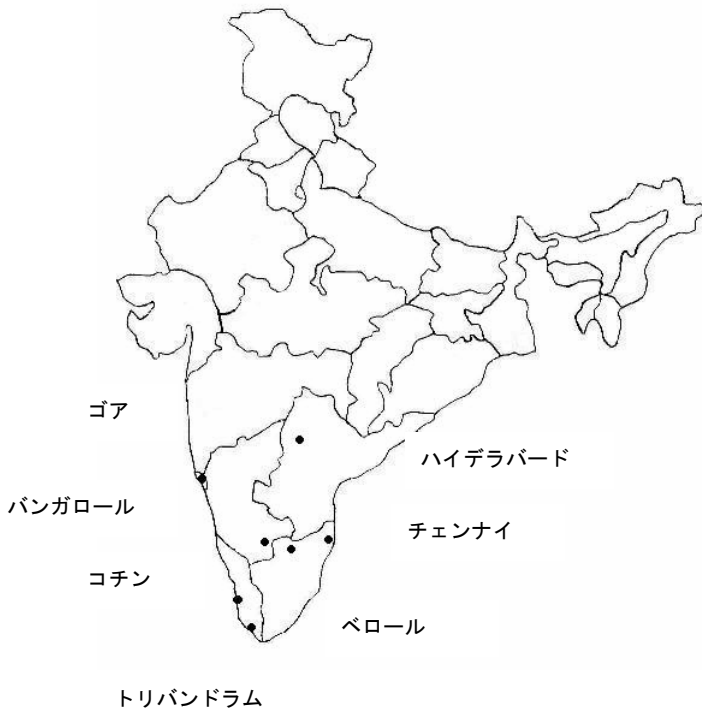 ゴア
ハイデラバード
バンガロール
チェンナイ
コチン
ベロール
トリバンドラム